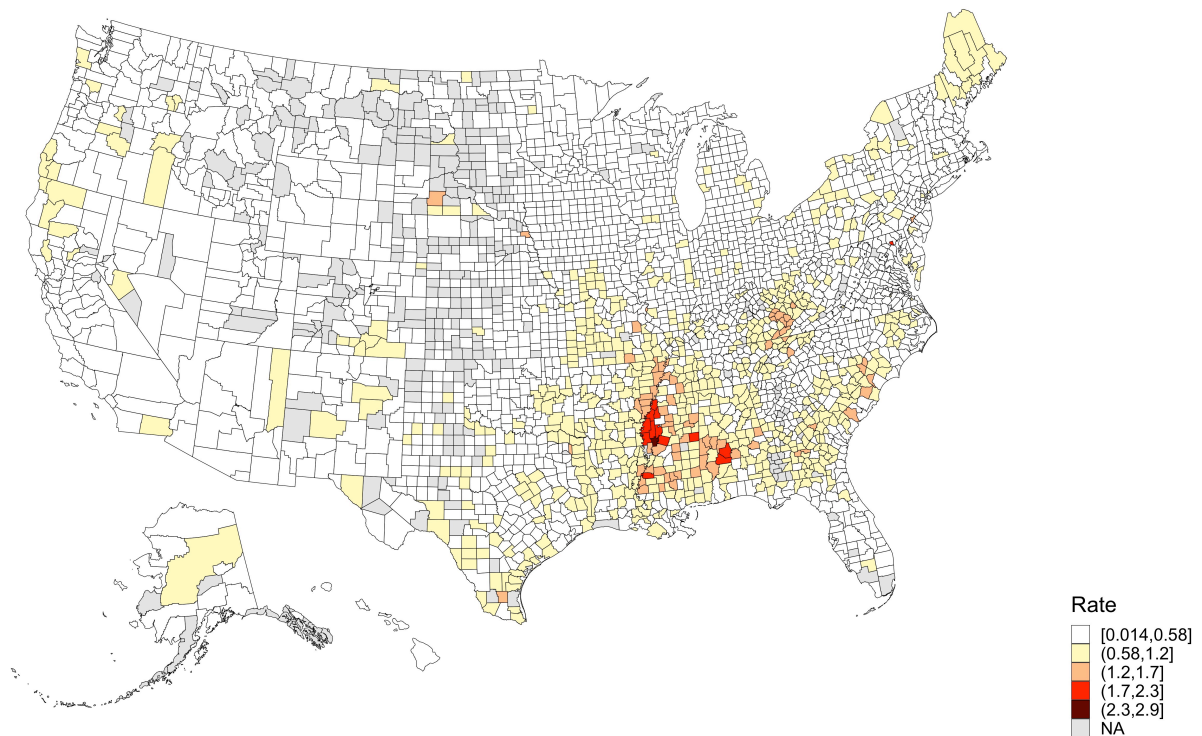 Rate
[0.014,0.58]
(0.58,1.2]
(1.2,1.7]
(1.7,2.3]
(2.3,2.9]
NA